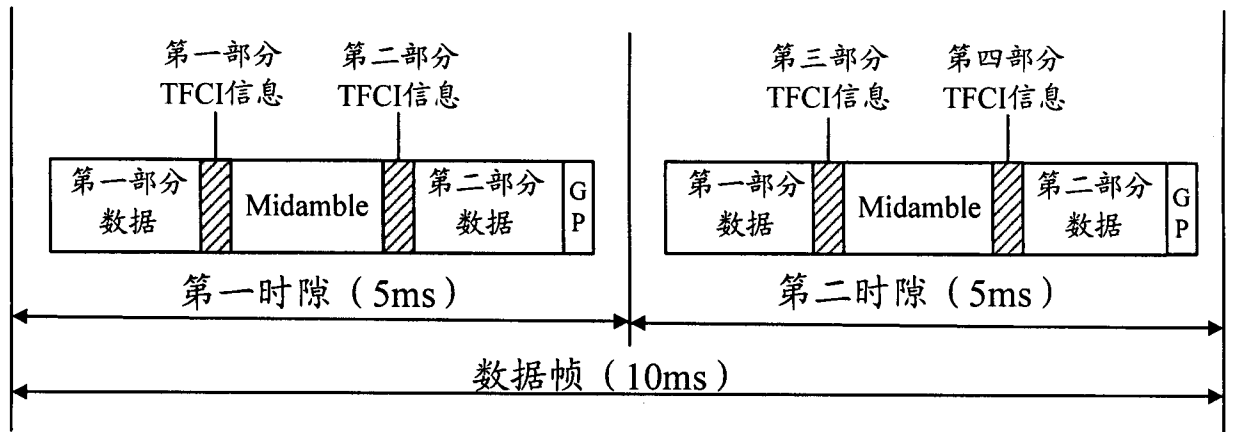 第一部分
TFCI信息
第二部分
TFCI信息
第三部分
TFCI信息
第四部分
TFCI信息
第一部分
数据
Midamble
第二部分
数据
G
P
第一部分
数据
Midamble
第二部分
数据
G
P
第一时隙（5ms）
第二时隙（5ms）
数据帧（10ms）